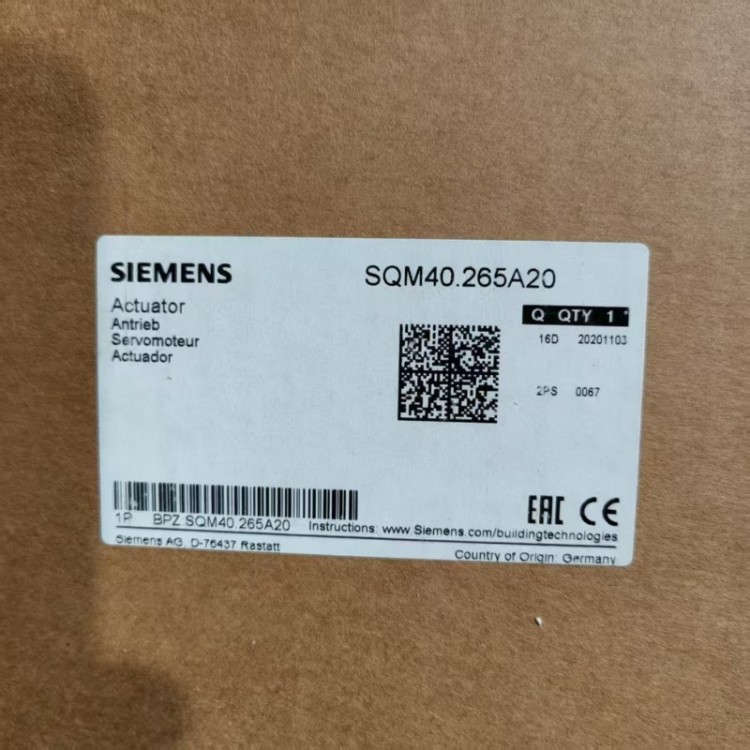 SIEMENS
SQM40.265A20
Actuator
Antrieb
Servomoteur
Actuador
Q QTY 1
16D 20201103
2PS 0067
EAC CE
1P BPZ SQM40.265A20
Instructions: www.Siemens.com/buildingtechnologies
Siemens AG, D-76437 Rastatt
Country of Origin: Germany